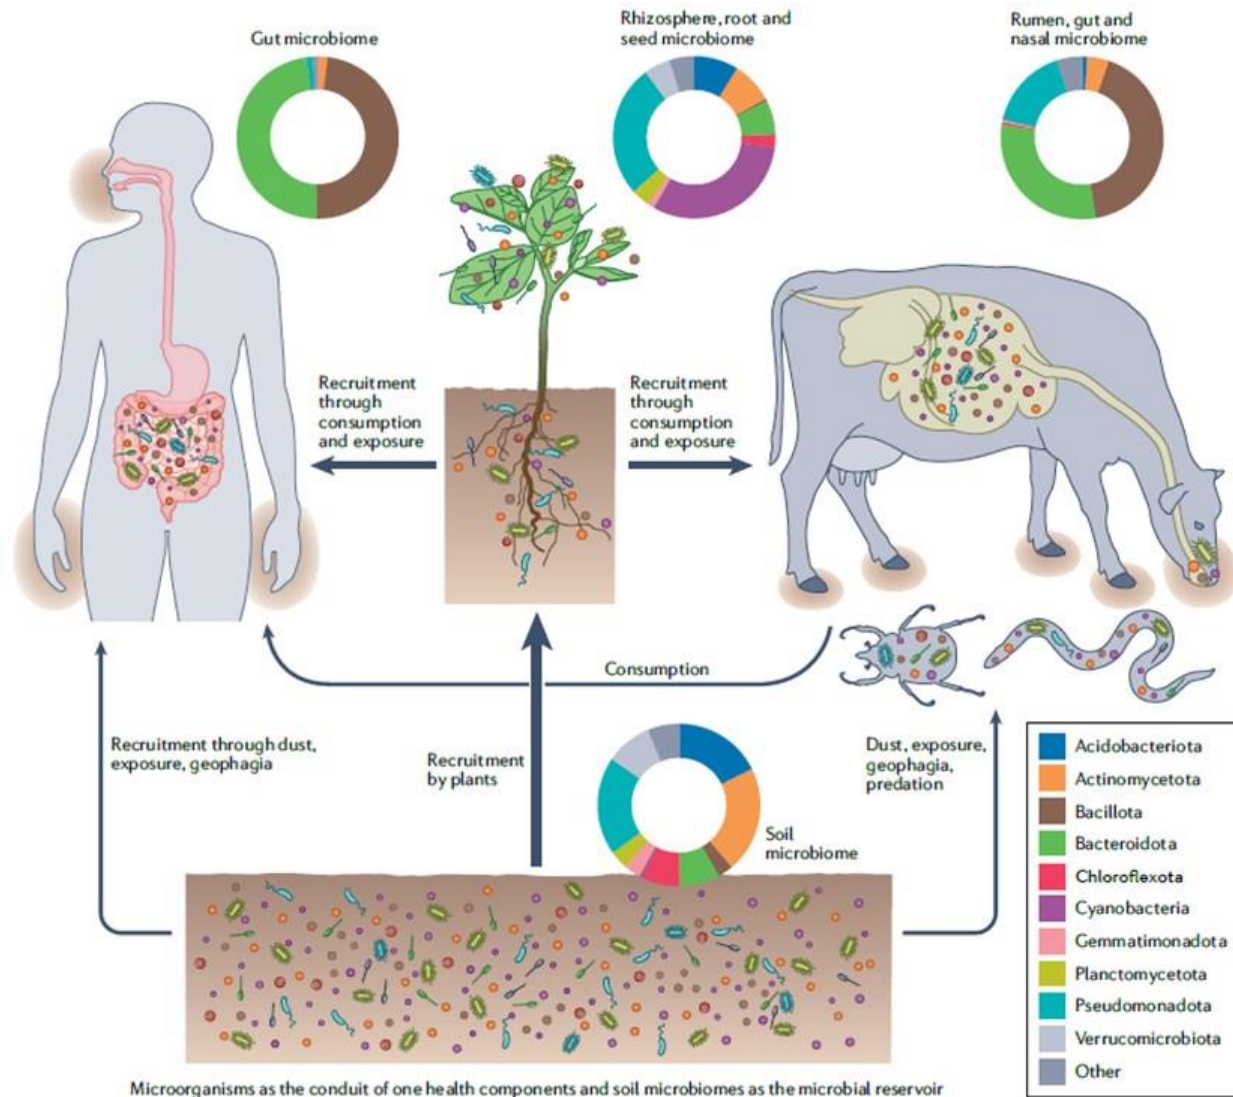 Gut microbiome
Rhizosphere, root and
seed microbiome
Rumen, gut and
nasal microbiome
Recruitment
through
consumption
and exposure
Recruitment
through
consumption
and exposure
Consumption
Recruitment through dust,
exposure, geophagia
Recruitment
by plants
Dust, exposure,
geophagia,
predation
Soil
microbiome
Acidobacteriota
Actinomycetota
Bacillota
Bacteroidota
Chloroflexota
Cyanobacteria
Gemmatimonadota
Planctomycetota
Pseudomonadota
Verrucomicrobiota
Other
Microorganisms as the conduit of one health components and soil microbiomes as the microbial reservoir